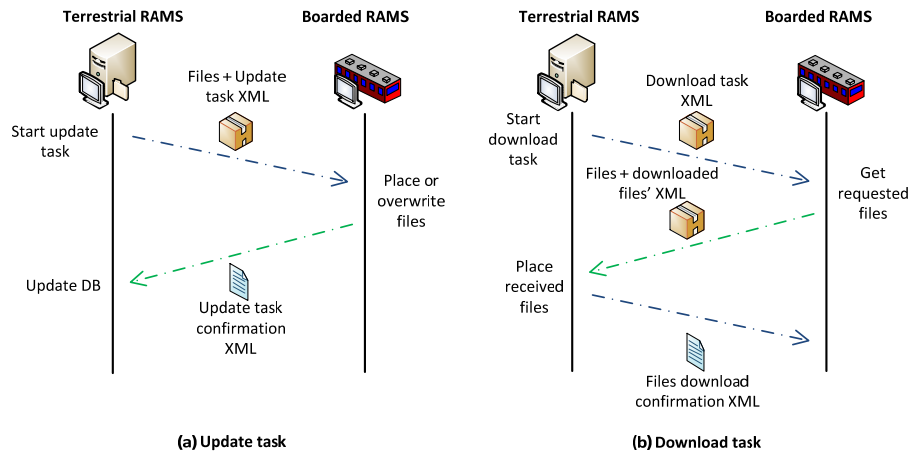 Terrestrial RAMS
Boarded RAMS
Files + Update
task XML
Start update
task
Place or
overwrite
files
Update DB
Update task
confirmation
XML
(a) Update task
Terrestrial RAMS
Boarded RAMS
Download task
XML
Start
download
task
Files + downloaded
files’ XML
Get
requested
files
Place
received
files
Files download
confirmation XML
(b) Download task